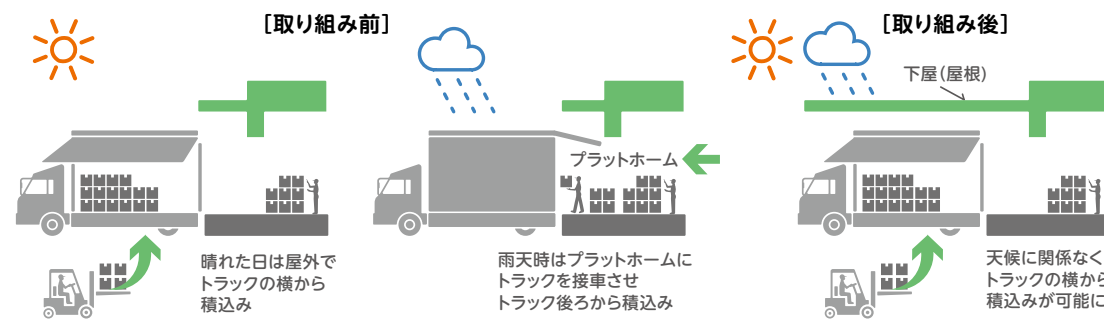 [取り組み前]
晴れた日は屋外で
トラックの横から
積込み
プラットホーム
雨天時はプラットホームに
トラックを接車させ
トラック後ろから積込み
[取り組み後]
下屋(屋根)
天候に関係なく
トラックの横から
積込みが可能に